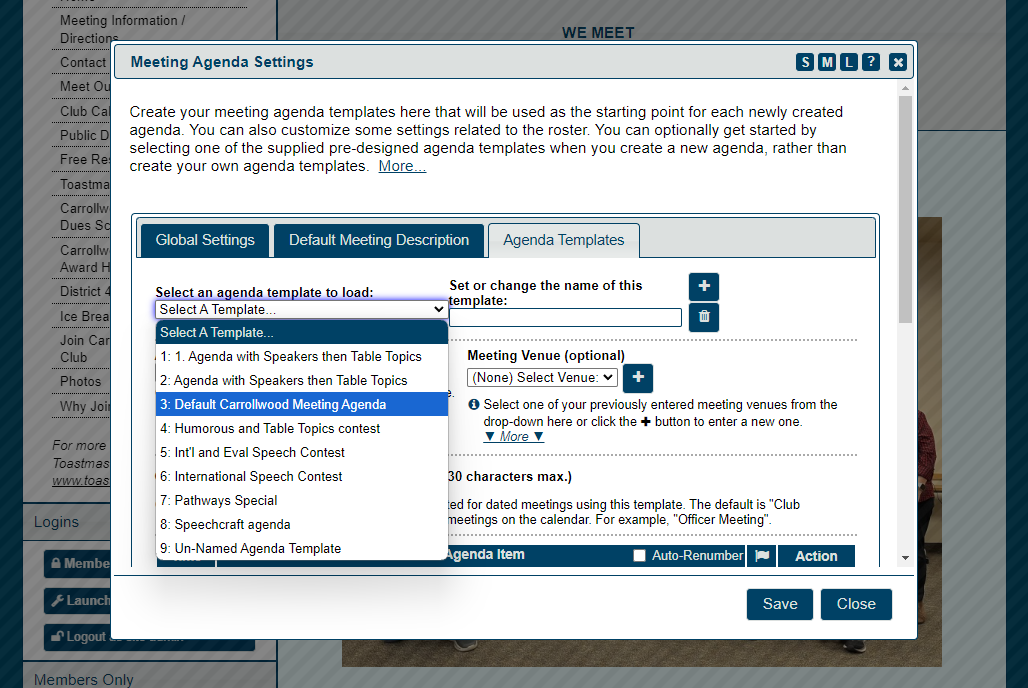 Meeting Information /
Directions
Contact
Meet Ou
Club Cal
Public D
Free Res
Toastma
Carrollw
Dues Sc
Carrollw
Award H
District 4
Ice Brea
Join Car
Club
Photos
Why Join
For more
Toastmas
www.toas
Logins
Membe
Launch
Logout
Members Only
WE MEET
Meeting Agenda Settings
S M L ?
Create your meeting agenda templates here that will be used as the starting point for each newly created
agenda. You can also customize some settings related to the roster. You can optionally get started by
selecting one of the supplied pre-designed agenda templates when you create a new agenda, rather than
create your own agenda templates. More...
Global Settings
Default Meeting Description
Agenda Templates
Select an agenda template to load:
Select A Template...
Select A Template...
1: 1. Agenda with Speakers then Table Topics
2: Agenda with Speakers then Table Topics
3: Default Carrollwood Meeting Agenda
4: Humorous and Table Topics contest
5: Int'l and Eval Speech Contest
6: International Speech Contest
7: Pathways Special
8: Speechcraft agenda
9: Un-Named Agenda Template
Set or change the name of this
template:
Meeting Venue (optional)
(None) Select Venue:
e.
Select one of your previously entered meeting venues from the
drop-down here or click the + button to enter a new one.
▼ More ▼
30 characters max.)
ted for dated meetings using this template. The default is "Club
meetings on the calendar. For example, "Officer Meeting".
Agenda Item
Auto-Renumber
Action
Save
Close